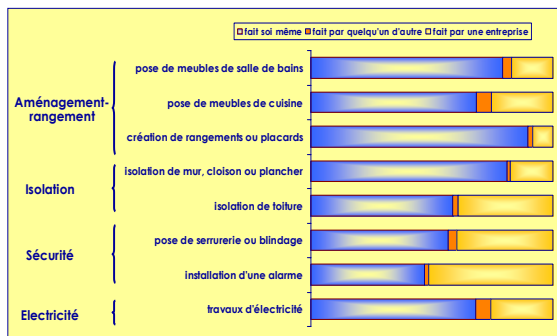 fait soi même fait par quelqu'un d'autre fait par une entreprise
Aménagement-
rangement
pose de meubles de salle de bains
pose de meubles de cuisine
création de rangements ou placards
Isolation
isolation de mur, cloison ou plancher
isolation de toiture
Sécurité
pose de serrurerie ou blindage
installation d'une alarme
Electricité
travaux d'électricité